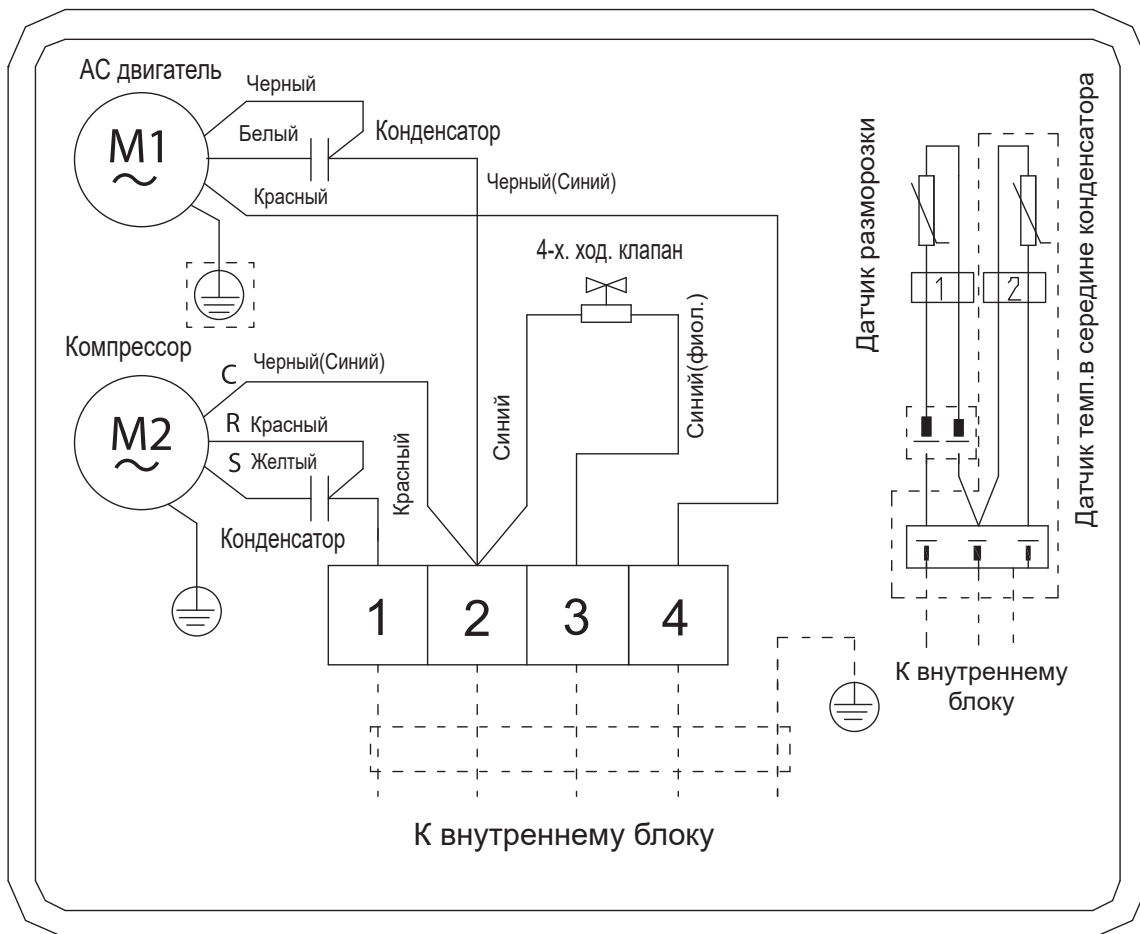 АС двигатель
Черный
Белый
Конденсатор
M1
Красный
Черный(Синий)
4-х. ход. клапан
Компрессор
C
Черный(Синий)
R Красный
M2
S Желтый
Конденсатор
Красный
Синий
Синий(фиол.)
1
2
3
4
К внутреннему блоку
Датчик разморозки
Датчик темп.в середине конденсатора
1
2
К внутреннему
блоку